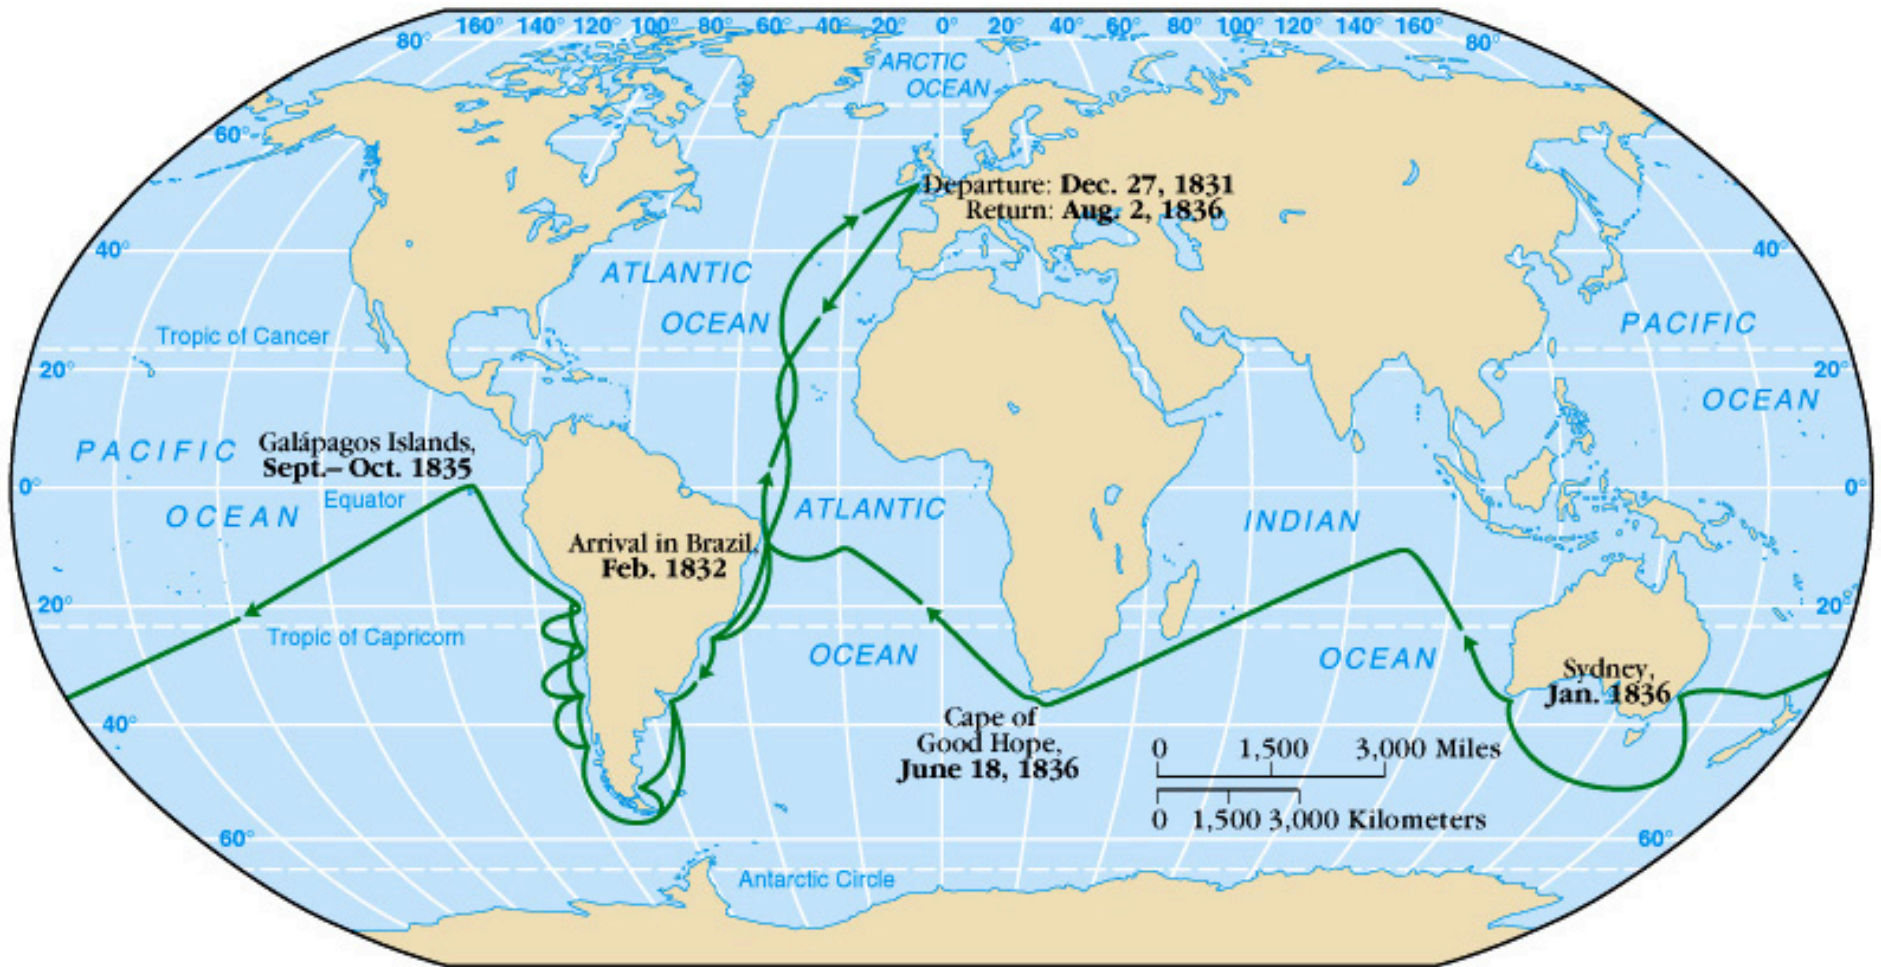 160° 140° 120° 100° 80° 60° 40° 20° 0° 20° 40° 60° 80° 100° 120° 140° 160°
80° 80°
ARCTIC
OCEAN
60°
Departure: Dec. 27, 1831
Return: Aug. 2, 1836
40° 40°
ATLANTIC
OCEAN
PACIFIC
OCEAN
Tropic of Cancer
20° 20°
PACIFIC
OCEAN
Galápagos Islands,
Sept.– Oct. 1835
0° 0°
Equator
ATLANTIC
OCEAN
INDIAN
OCEAN
Arrival in Brazil,
Feb. 1832
20° 20°
Tropic of Capricorn
Sydney,
Jan. 1836
Cape of
Good Hope,
June 18, 1836
40°
0 1,500 3,000 Miles
0 1,500 3,000 Kilometers
60° 60°
Antarctic Circle